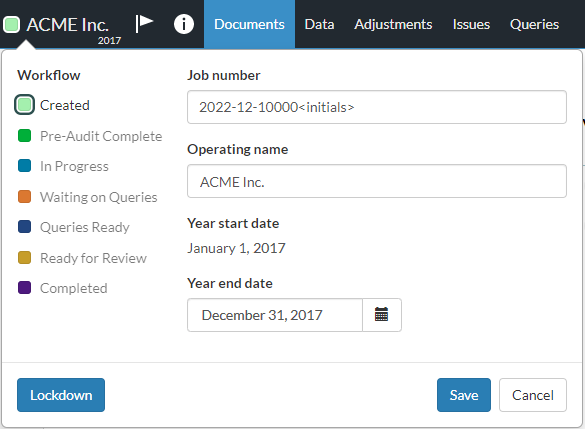 ACME Inc. Documents Data Adjustments Issues Queries
2017
Workflow
Created
Pre-Audit Complete
In Progress
Waiting on Queries
Queries Ready
Ready for Review
Completed
Job number
2022-12-10000<initials>
Operating name
ACME Inc.
Year start date
January 1, 2017
Year end date
December 31, 2017
Lockdown Save Cancel